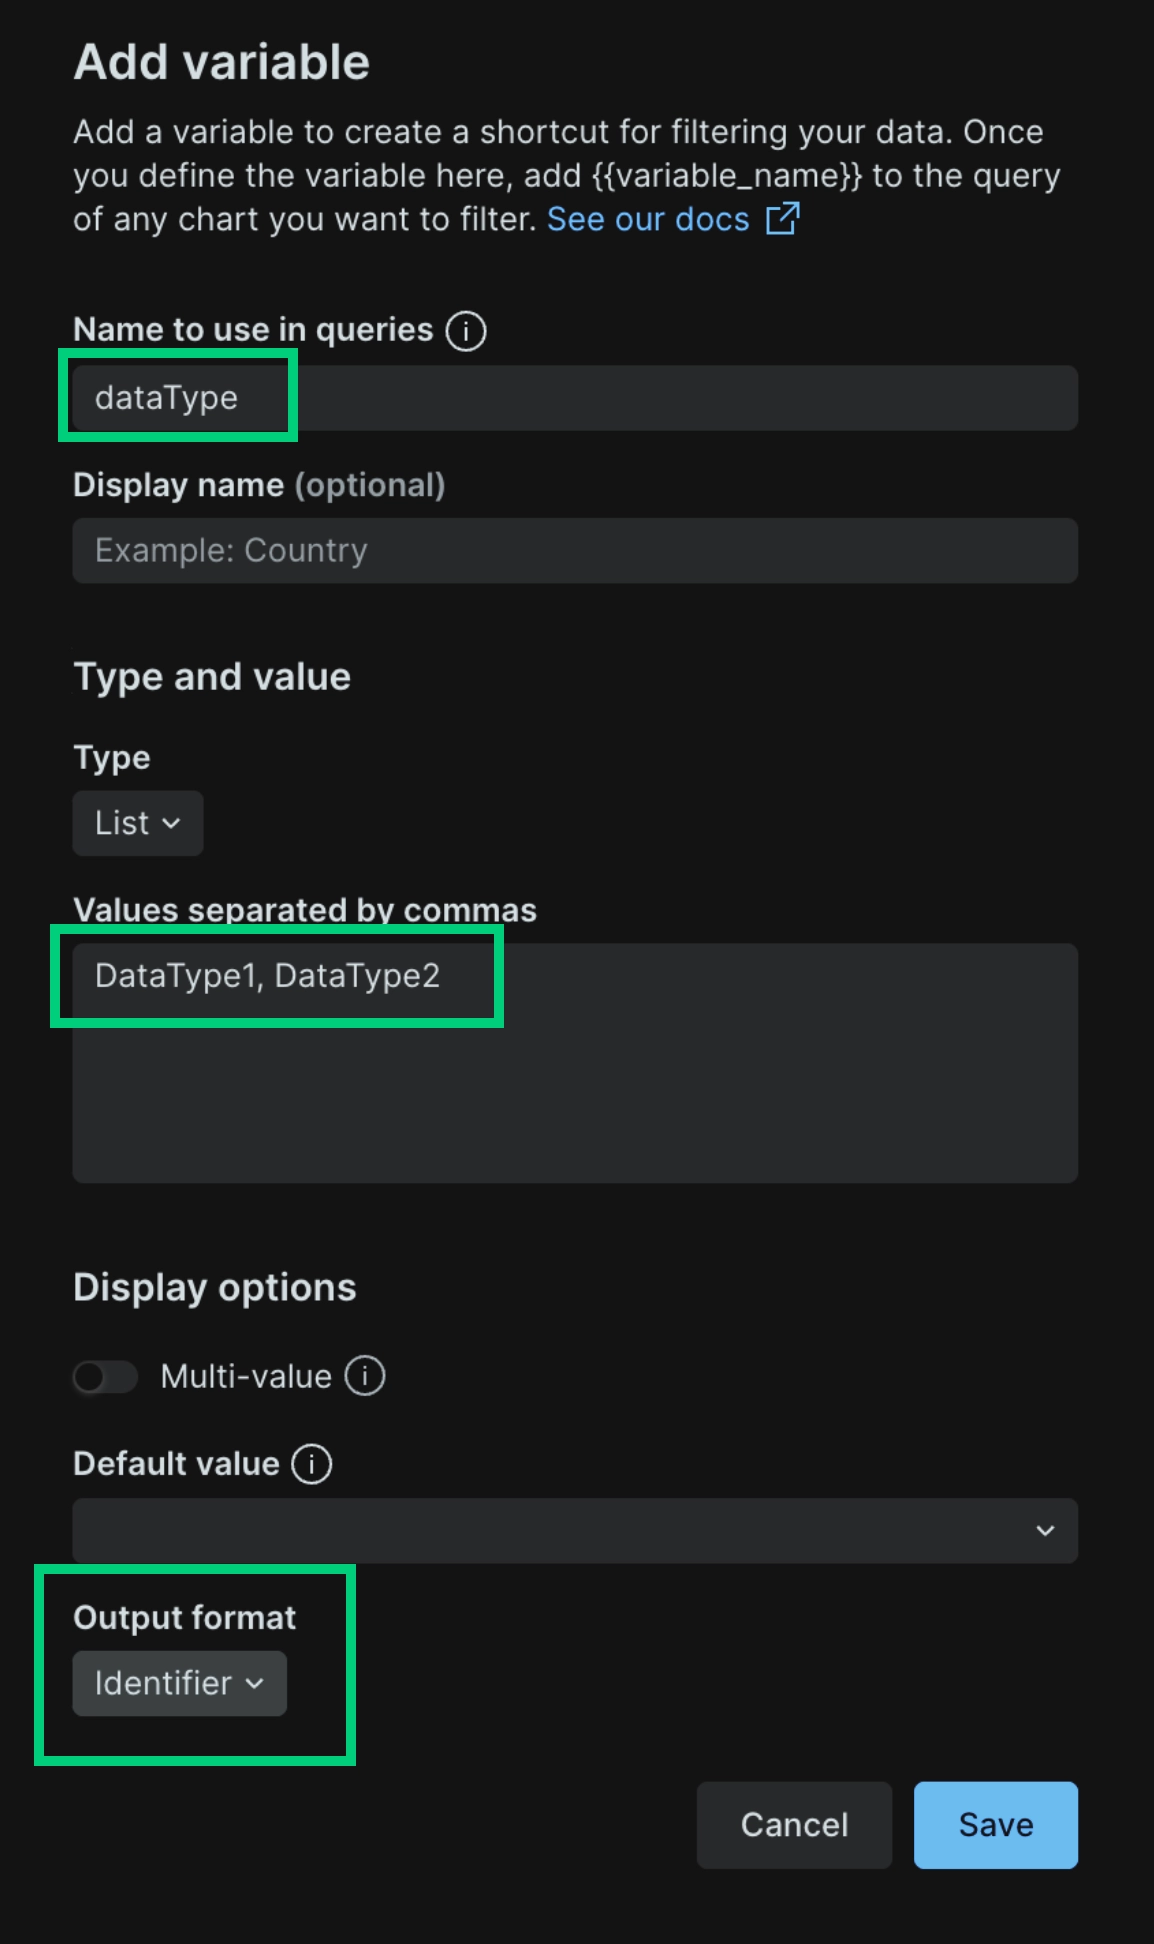 Add variable
Add a variable to create a shortcut for filtering your data. Once
you define the variable here, add {{variable_name}} to the query
of any chart you want to filter. See our docs
Name to use in queries
dataType
Display name (optional)
Example: Country
Type and value
Type
List
Values separated by commas
DataType1, DataType2
Display options
Multi-value
Default value
Output format
Identifier
Cancel
Save